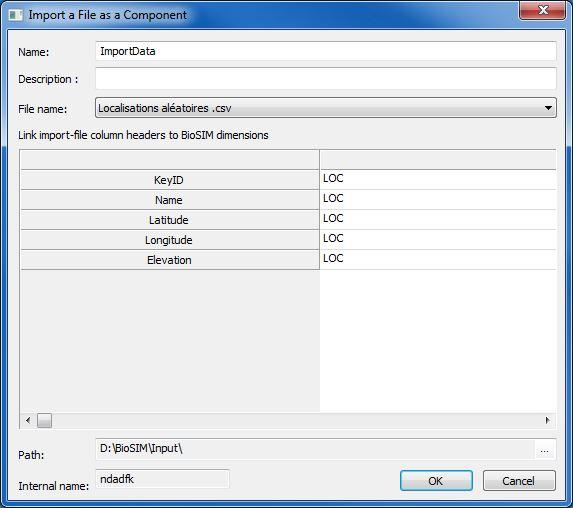 Import a File as a Component
Name: ImportData
Description :
File name: Localisations aléatoires .csv
Link import-file column headers to BioSIM dimensions
KeyID LOC
Name LOC
Latitude LOC
Longitude LOC
Elevation LOC
Path: D:\BioSIM\Input\ ...
Internal name: ndadfk OK Cancel